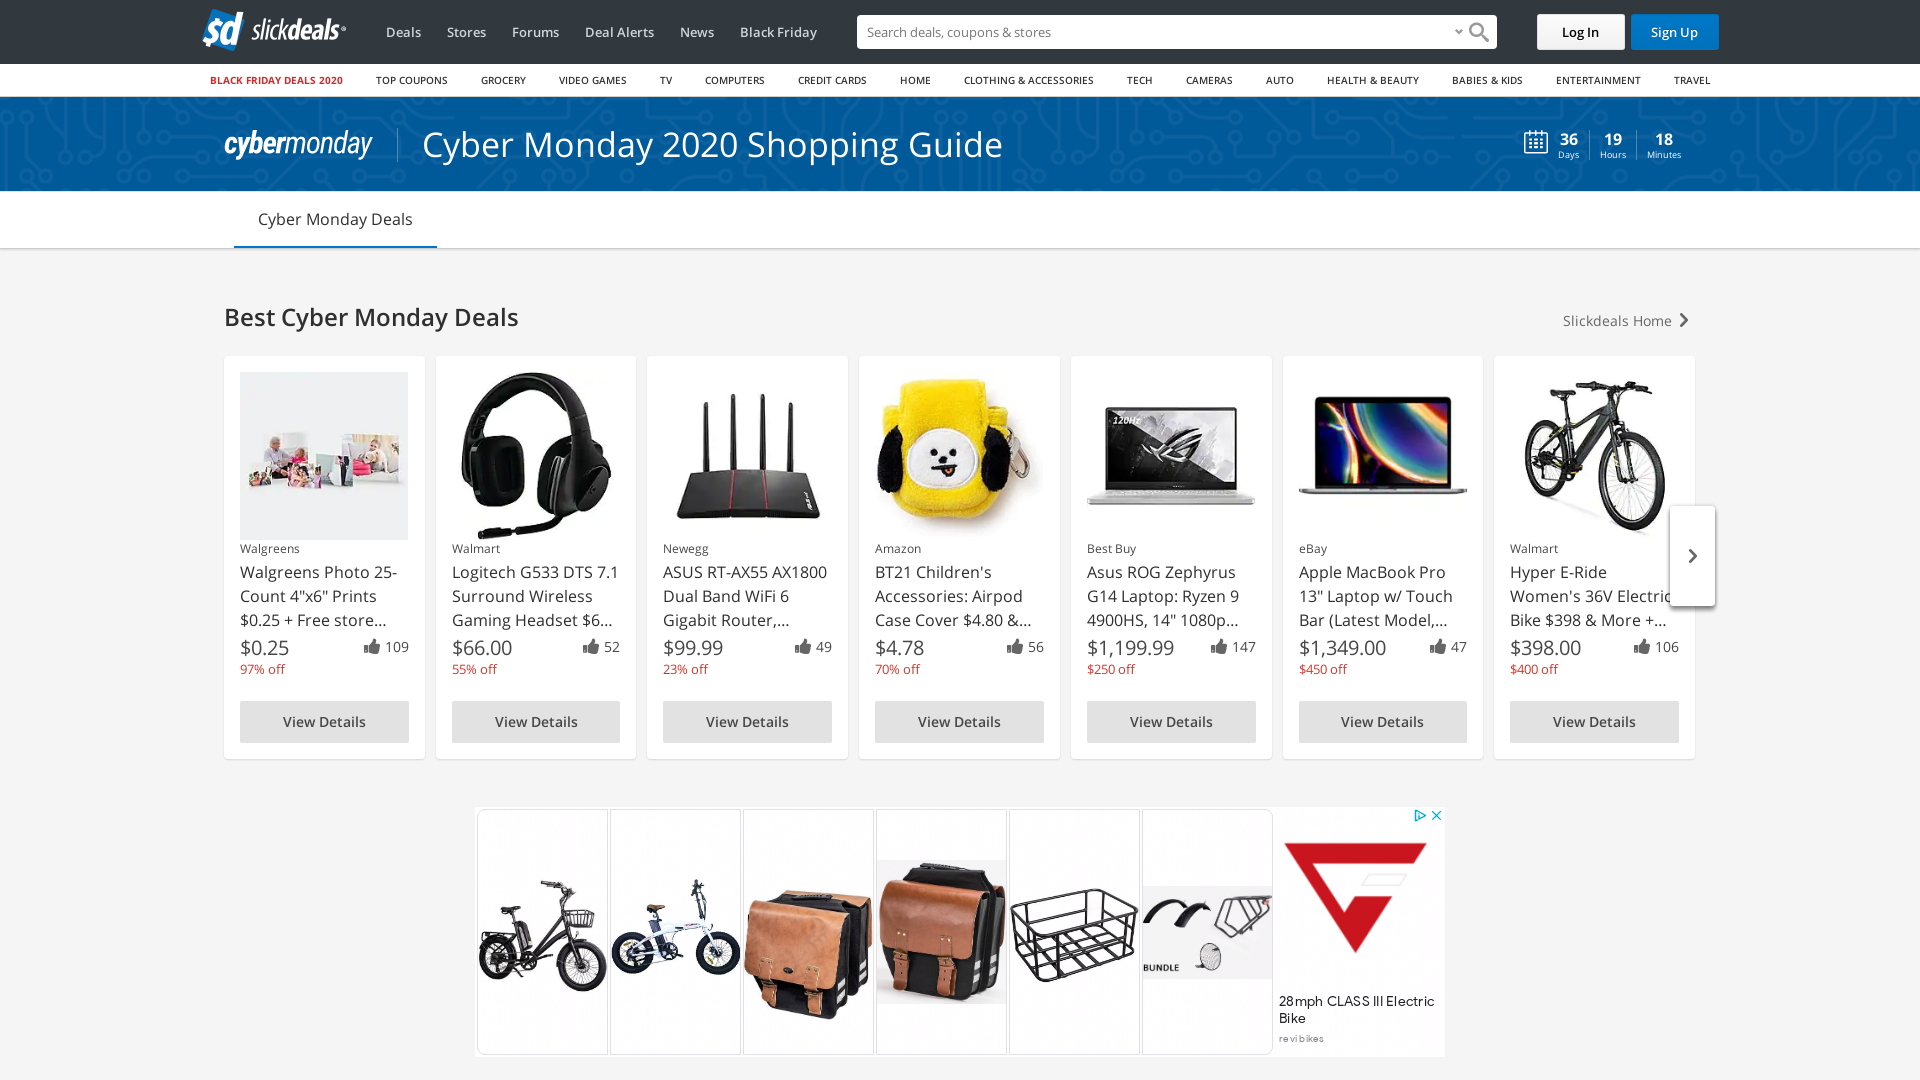 sd slickdeals®
Deals Stores Forums Deal Alerts News Black Friday
Search deals, coupons & stores
Log In
Sign Up
BLACK FRIDAY DEALS 2020 TOP COUPONS GROCERY VIDEO GAMES TV COMPUTERS CREDIT CARDS HOME CLOTHING & ACCESSORIES TECH CAMERAS AUTO HEALTH & BEAUTY BABIES & KIDS ENTERTAINMENT TRAVEL
cybermonday
Cyber Monday 2020 Shopping Guide
36 19 18
Days Hours Minutes
Cyber Monday Deals
Best Cyber Monday Deals
Slickdeals Home
Walgreens
Walgreens Photo 25-
Count 4"x6" Prints
$0.25 + Free store...
$0.25 109
97% off
View Details
Walmart
Logitech G533 DTS 7.1
Surround Wireless
Gaming Headset $6...
$66.00 52
55% off
View Details
Newegg
ASUS RT-AX55 AX1800
Dual Band WiFi 6
Gigabit Router,...
$99.99 49
23% off
View Details
Amazon
BT21 Children's
Accessories: Airpod
Case Cover $4.80 &...
$4.78 56
70% off
View Details
120Hz
Best Buy
Asus ROG Zephyrus
G14 Laptop: Ryzen 9
4900HS, 14" 1080p...
$1,199.99 147
$250 off
View Details
eBay
Apple MacBook Pro
13" Laptop w/ Touch
Bar (Latest Model,...
$1,349.00 47
$450 off
View Details
Walmart
Hyper E-Ride
Women's 36V Electric
Bike $398 & More +...
$398.00 106
$400 off
View Details
BUNDLE
28mph CLASS III Electric
Bike
revibikes